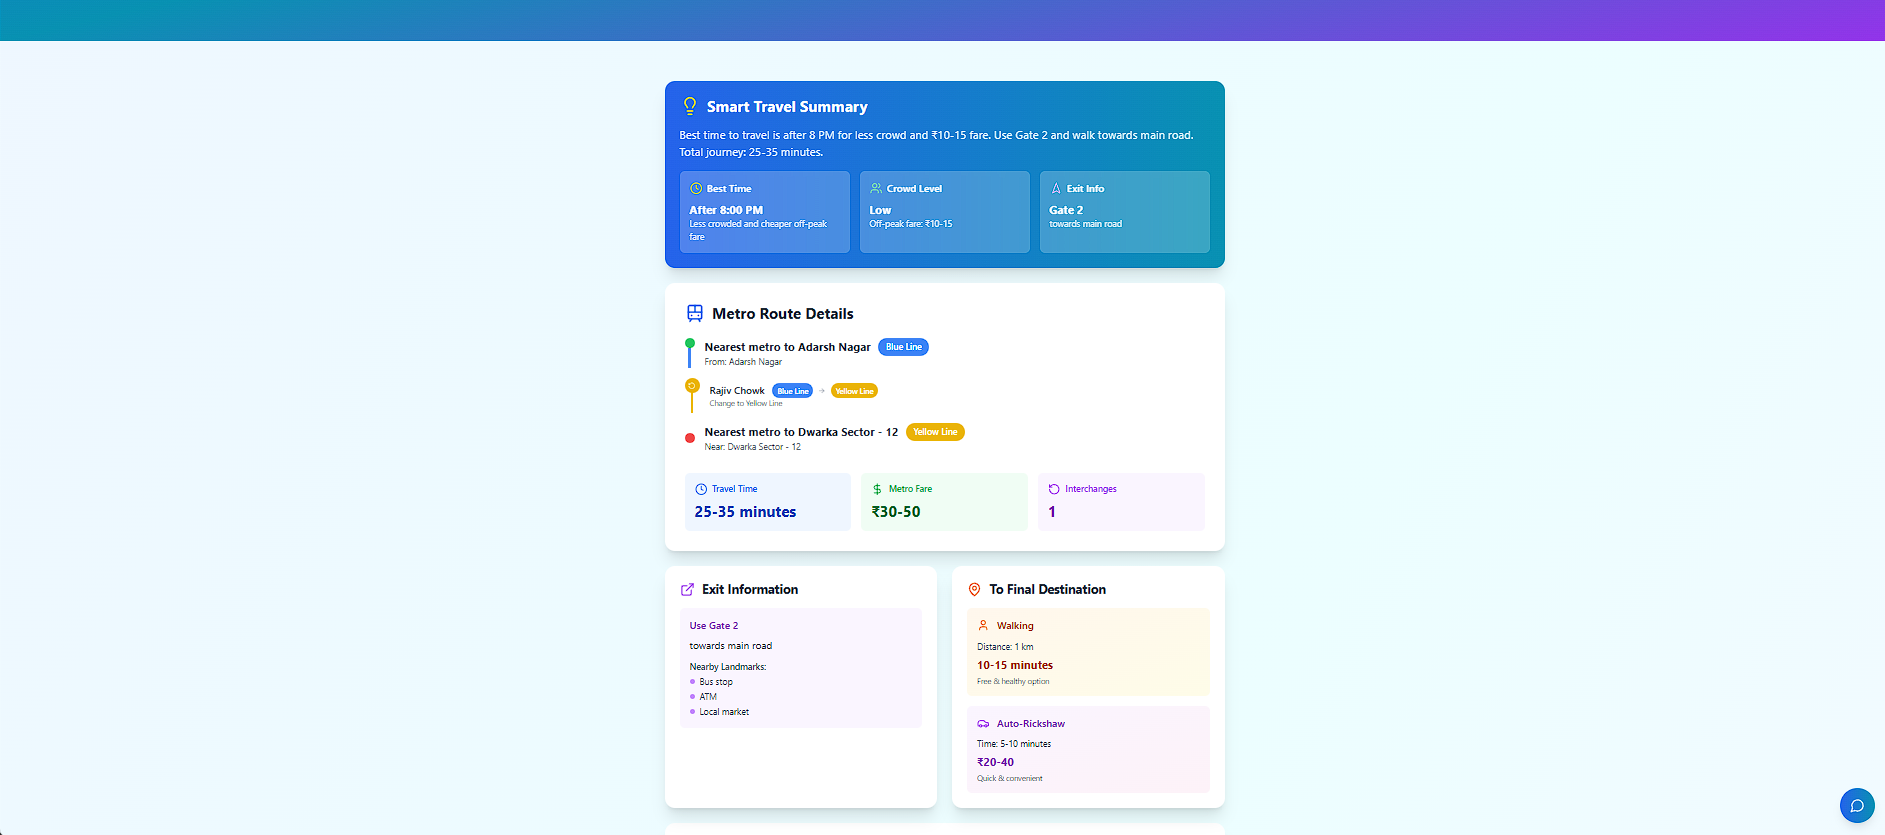 Smart Travel Summary
Best time to travel is after 8 PM for less crowd and ₹10-15 fare. Use Gate 2 and walk towards main road.
Total journey: 25-35 minutes.
Best Time
After 8:00 PM
Less crowded and cheaper off-peak
fare
Crowd Level
Low
Off-peak fare: ₹10-15
Exit Info
Gate 2
towards main road
Metro Route Details
Nearest metro to Adarsh Nagar Blue Line
From: Adarsh Nagar
Rajiv Chowk Blue Line → Yellow Line
Change to Yellow Line
Nearest metro to Dwarka Sector - 12 Yellow Line
Near: Dwarka Sector - 12
Travel Time
25-35 minutes
Metro Fare
₹30-50
Interchanges
1
Exit Information
Use Gate 2
towards main road
Nearby Landmarks:
Bus stop
ATM
Local market
To Final Destination
Walking
Distance: 1 km
10-15 minutes
Free & healthy option
Auto-Rickshaw
Time: 5-10 minutes
₹20-40
Quick & convenient